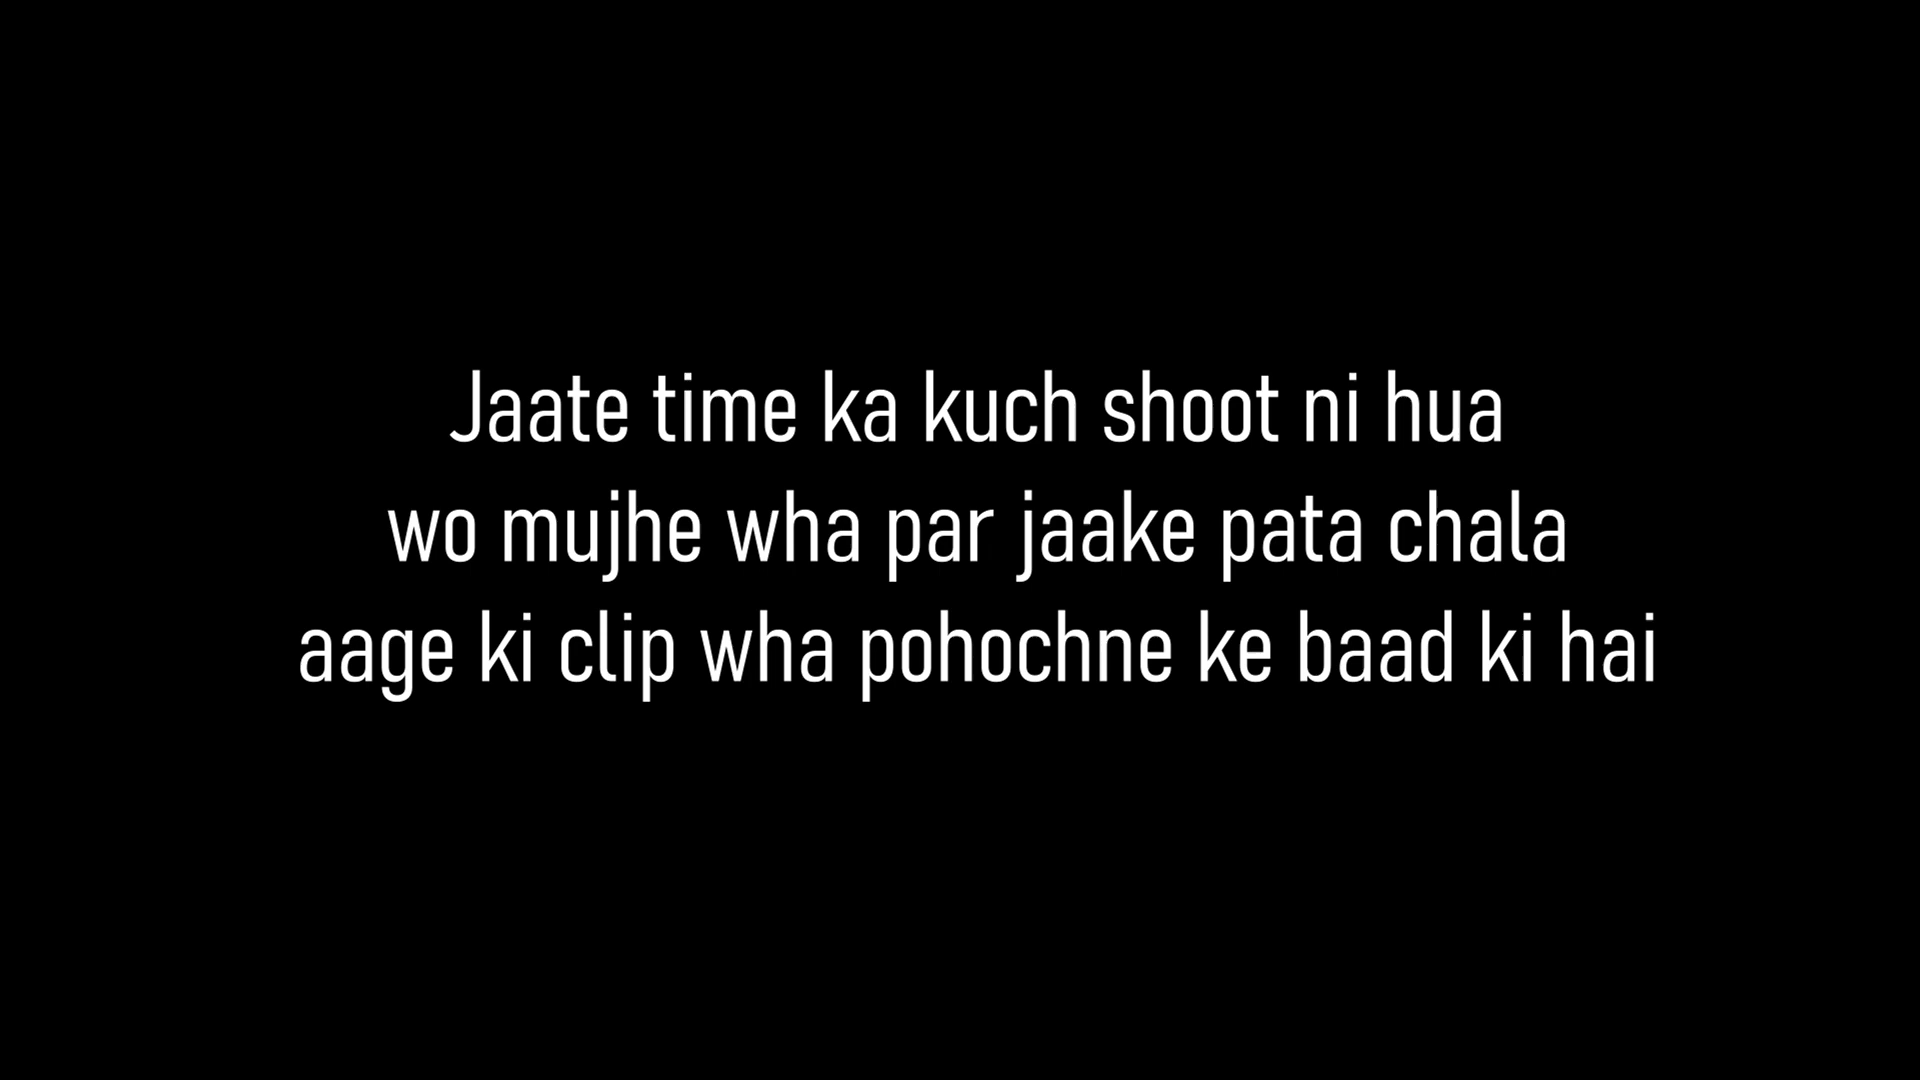 Jaate time ka kuch shoot ni hua
wo mujhe wha par jaake pata chala
aage ki clip wha pohochne ke baad ki hai